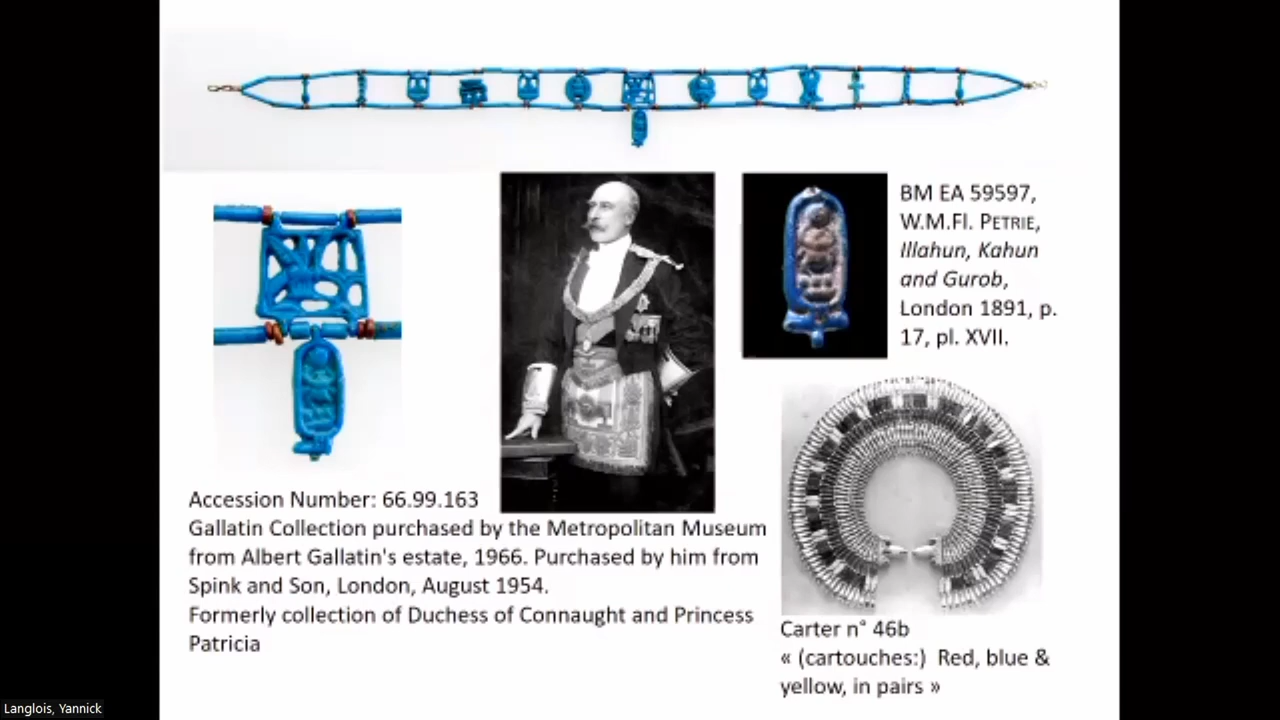 BM EA 59597,
W.M.Fl. PETRIE,
Illahun, Kahun
and Gurob,
London 1891, p.
17, pl. XVII.
Accession Number: 66.99.163
Gallatin Collection purchased by the Metropolitan Museum
from Albert Gallatin's estate, 1966. Purchased by him from
Spink and Son, London, August 1954.
Formerly collection of Duchess of Connaught and Princess
Patricia
Carter n° 46b
« (cartouches:)  Red, blue &
yellow, in pairs »
Langlois, Yannick